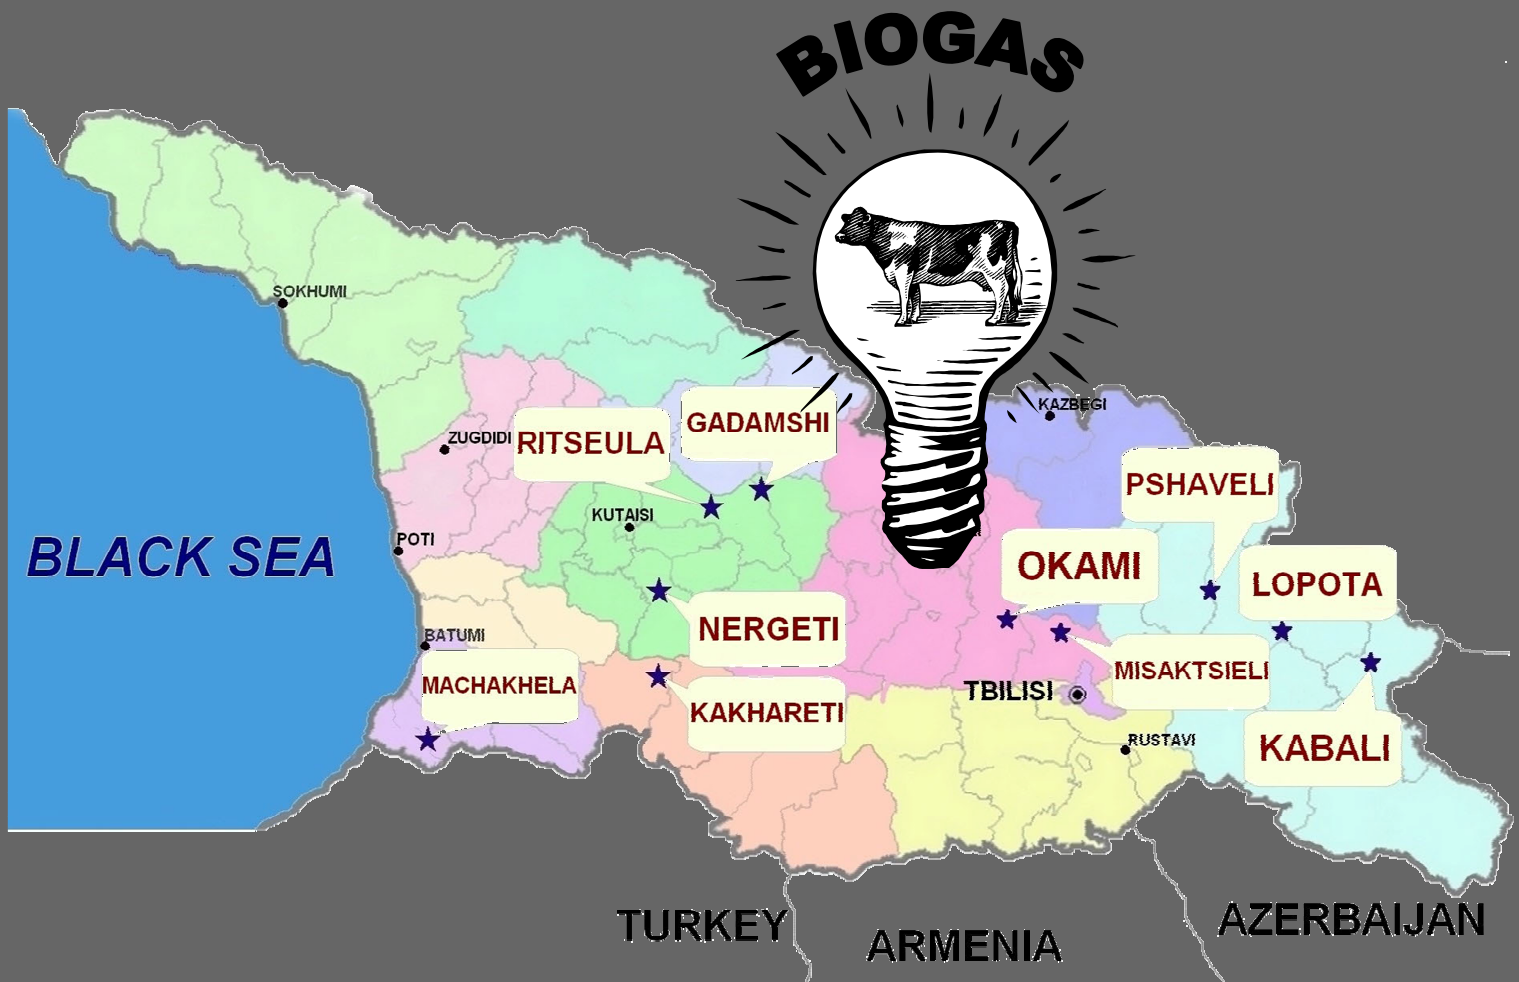 BIOGAS
SOKHUMI
KAZBEGI
GADAMSHI
RITSEULA
ZUGDIDI
PSHAVELI
KUTAISI
POTI
BLACK SEA
OKAMI
LOPOTA
NERGETI
BATUMI
MISAKTSIELI
MACHAKHELA
TBILISI
KAKHARETI
RUSTAVI
KABALI
TURKEY
ARMENIA
AZERBAIJAN